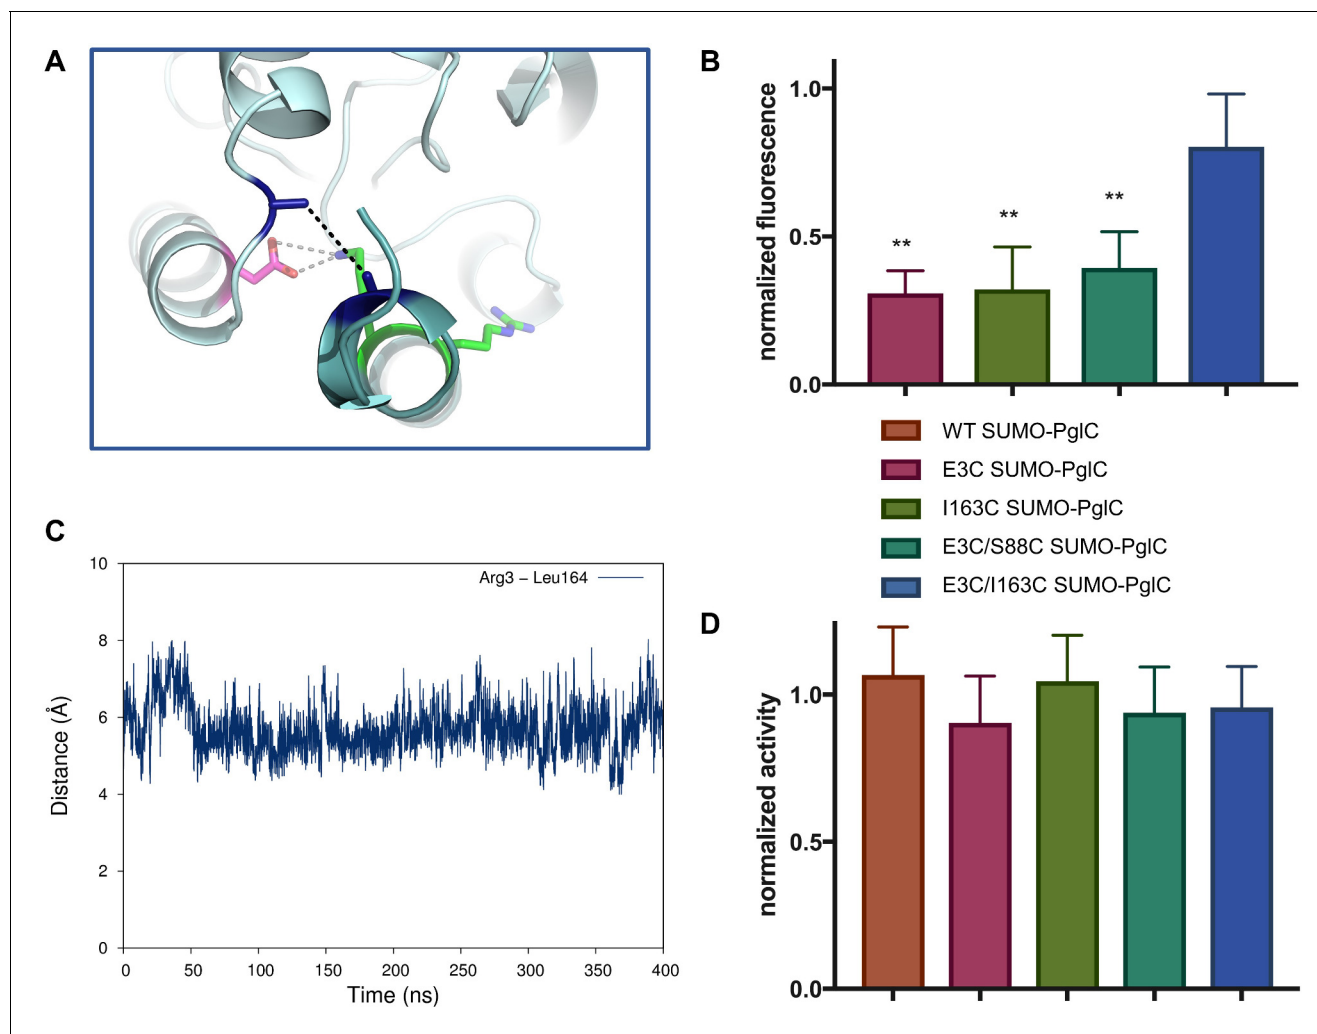 A
B
normalized fluorescence
1.0
0.5
0.0
**
**
**
WT SUMO-PglC
E3C SUMO-PglC
I163C SUMO-PglC
E3C/S88C SUMO-PglC
E3C/I163C SUMO-PglC
C
Distance (Å)
10
8
6
4
2
0
Arg3 – Leu164
0 50 100 150 200 250 300 350 400
Time (ns)
D
normalized activity
1.0
0.5
0.0